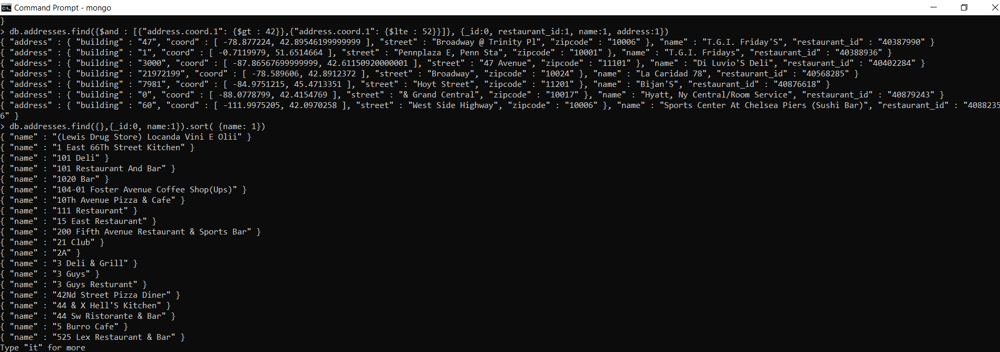 Command Prompt - mongo
}
> db.addresses.find({$and : [{"address.coord.1": {$gt : 42}},{"address.coord.1": {$lte : 52}}]}, {_id:0, restaurant_id:1, name:1, address:1})
{ "address" : { "building" : "47", "coord" : [ -78.877224, 42.89546199999999 ], "street" : "Broadway @ Trinity Pl", "zipcode" : "10006" }, "name" : "T.G.I. Friday'S", "restaurant_id" : "40387990" }
{ "address" : { "building" : "1", "coord" : [ -0.7119979, 51.6514664 ], "street" : "Pennplaza E, Penn Sta", "zipcode" : "10001" }, "name" : "T.G.I. Fridays", "restaurant_id" : "40388936" }
{ "address" : { "building" : "3000", "coord" : [ -87.86567699999999, 42.61150920000001 ], "street" : "47 Avenue", "zipcode" : "11101" }, "name" : "Di Luvio'S Deli", "restaurant_id" : "40402284" }
{ "address" : { "building" : "21972199", "coord" : [ -78.589606, 42.8912372 ], "street" : "Broadway", "zipcode" : "10024" }, "name" : "La Caridad 78", "restaurant_id" : "40568285" }
{ "address" : { "building" : "7981", "coord" : [ -84.9751215, 45.4713351 ], "street" : "Hoyt Street", "zipcode" : "11201" }, "name" : "Bijan'S", "restaurant_id" : "40876618" }
{ "address" : { "building" : "0", "coord" : [ -88.0778799, 42.4154769 ], "street" : "& Grand Central", "zipcode" : "10017" }, "name" : "Hyatt, Ny Central/Room Service", "restaurant_id" : "40879243" }
{ "address" : { "building" : "60", "coord" : [ -111.9975205, 42.0970258 ], "street" : "West Side Highway", "zipcode" : "10006" }, "name" : "Sports Center At Chelsea Piers (Sushi Bar)", "restaurant_id" : "4088235
6" }
> db.addresses.find({},{_id:0, name:1}).sort( {name: 1})
{ "name" : "(Lewis Drug Store) Locanda Vini E Olii" }
{ "name" : "1 East 66Th Street Kitchen" }
{ "name" : "101 Deli" }
{ "name" : "101 Restaurant And Bar" }
{ "name" : "1020 Bar" }
{ "name" : "104-01 Foster Avenue Coffee Shop(Ups)" }
{ "name" : "10Th Avenue Pizza & Cafe" }
{ "name" : "111 Restaurant" }
{ "name" : "15 East Restaurant" }
{ "name" : "200 Fifth Avenue Restaurant & Sports Bar" }
{ "name" : "21 Club" }
{ "name" : "2A" }
{ "name" : "3 Deli & Grill" }
{ "name" : "3 Guys" }
{ "name" : "3 Guys Resturant" }
{ "name" : "42Nd Street Pizza Diner" }
{ "name" : "44 & X Hell'S Kitchen" }
{ "name" : "44 Sw Ristorante & Bar" }
{ "name" : "5 Burro Cafe" }
{ "name" : "525 Lex Restaurant & Bar" }
Type "it" for more